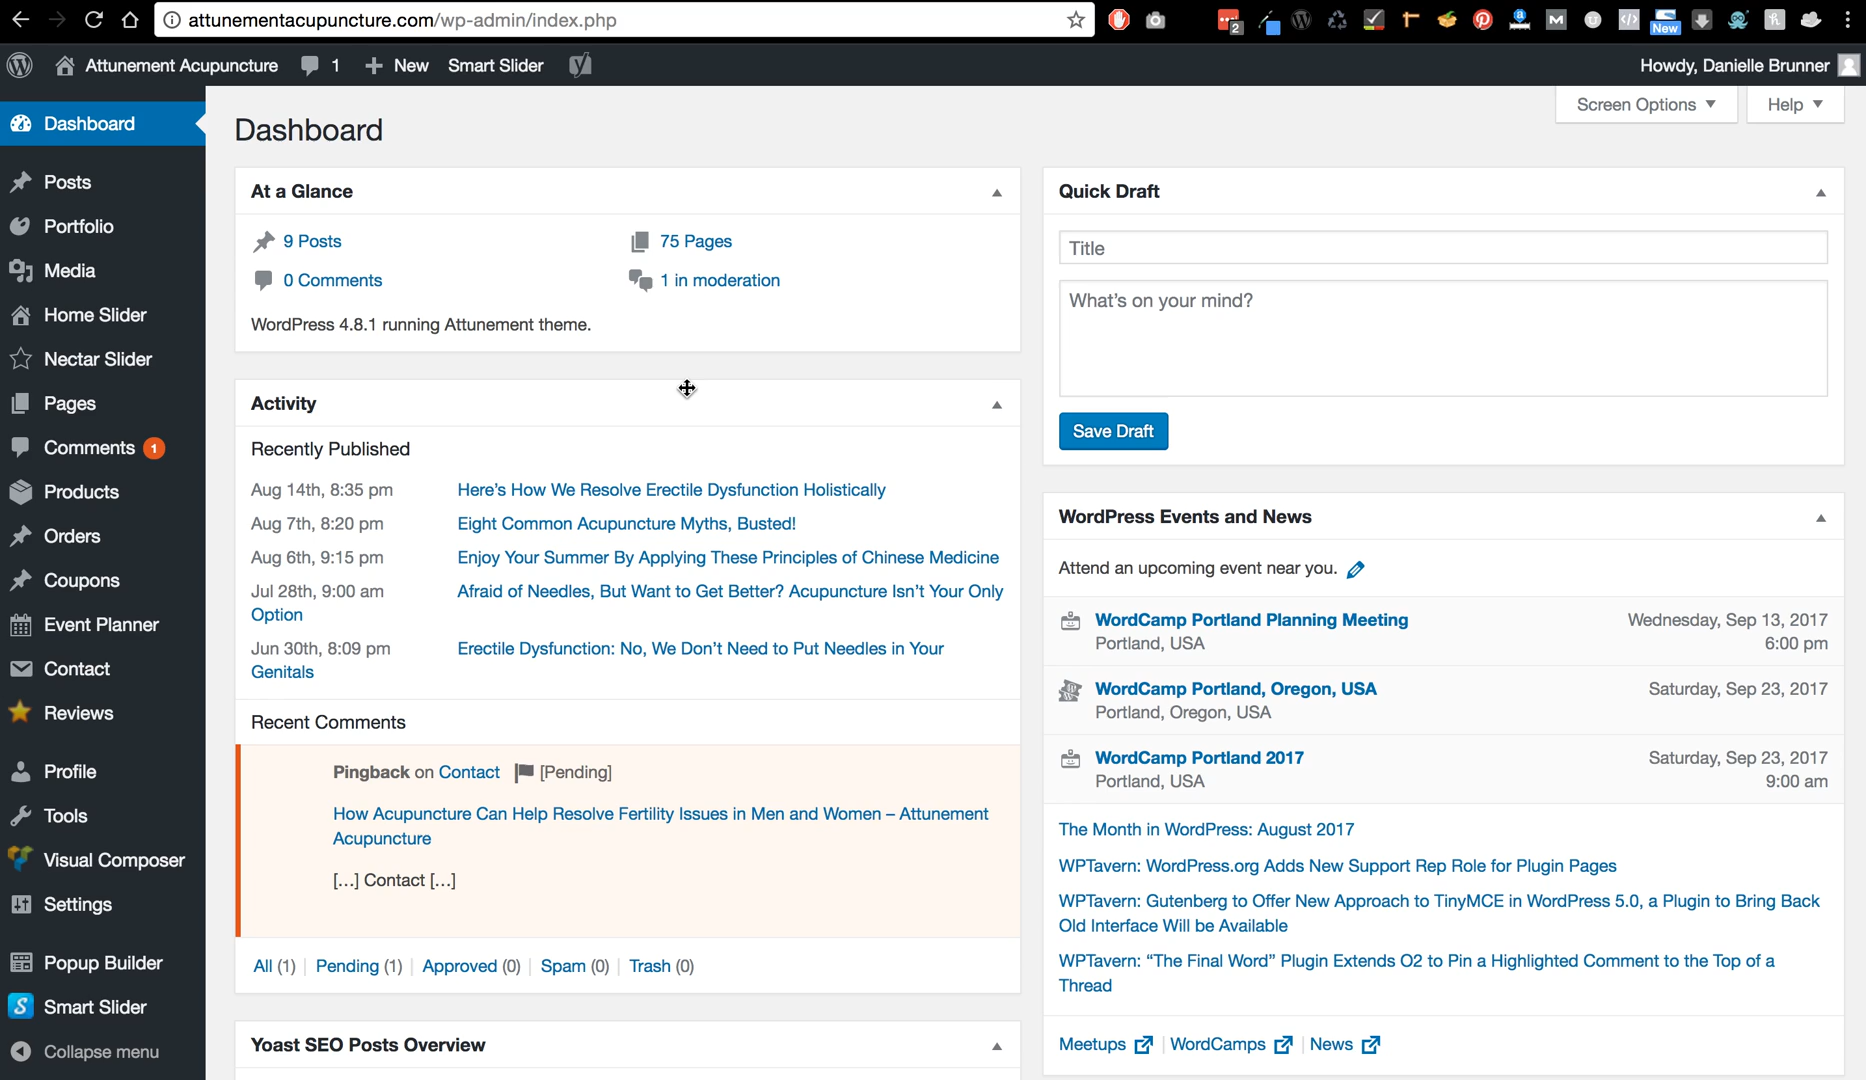 attunementacupuncture.com/wp-admin/index.php
2
New
Attunement Acupuncture
1
New
Smart Slider
Howdy, Danielle Brunner
Screen Options
Help
Dashboard
Posts
Portfolio
Media
Home Slider
Nectar Slider
Pages
Comments 1
Products
Orders
Coupons
Event Planner
Contact
Reviews
Profile
Tools
Visual Composer
Settings
Popup Builder
Smart Slider
Collapse menu
Dashboard
At a Glance
9 Posts
75 Pages
0 Comments
1 in moderation
WordPress 4.8.1 running Attunement theme.
Activity
Recently Published
Aug 14th, 8:35 pm Here's How We Resolve Erectile Dysfunction Holistically
Aug 7th, 8:20 pm Eight Common Acupuncture Myths, Busted!
Aug 6th, 9:15 pm Enjoy Your Summer By Applying These Principles of Chinese Medicine
Jul 28th, 9:00 am Afraid of Needles, But Want to Get Better? Acupuncture Isn't Your Only
Option
Jun 30th, 8:09 pm Erectile Dysfunction: No, We Don't Need to Put Needles in Your
Genitals
Recent Comments
Pingback on Contact [Pending]
How Acupuncture Can Help Resolve Fertility Issues in Men and Women – Attunement
Acupuncture
[…] Contact […]
All (1) | Pending (1) | Approved (0) | Spam (0) | Trash (0)
Yoast SEO Posts Overview
Quick Draft
Title
What's on your mind?
Save Draft
WordPress Events and News
Attend an upcoming event near you.
WordCamp Portland Planning Meeting
Wednesday, Sep 13, 2017
Portland, USA
6:00 pm
WordCamp Portland, Oregon, USA
Saturday, Sep 23, 2017
Portland, Oregon, USA
WordCamp Portland 2017
Saturday, Sep 23, 2017
Portland, USA
9:00 am
The Month in WordPress: August 2017
WPTavern: WordPress.org Adds New Support Rep Role for Plugin Pages
WPTavern: Gutenberg to Offer New Approach to TinyMCE in WordPress 5.0, a Plugin to Bring Back
Old Interface Will be Available
WPTavern: “The Final Word” Plugin Extends O2 to Pin a Highlighted Comment to the Top of a
Thread
Meetups | WordCamps | News